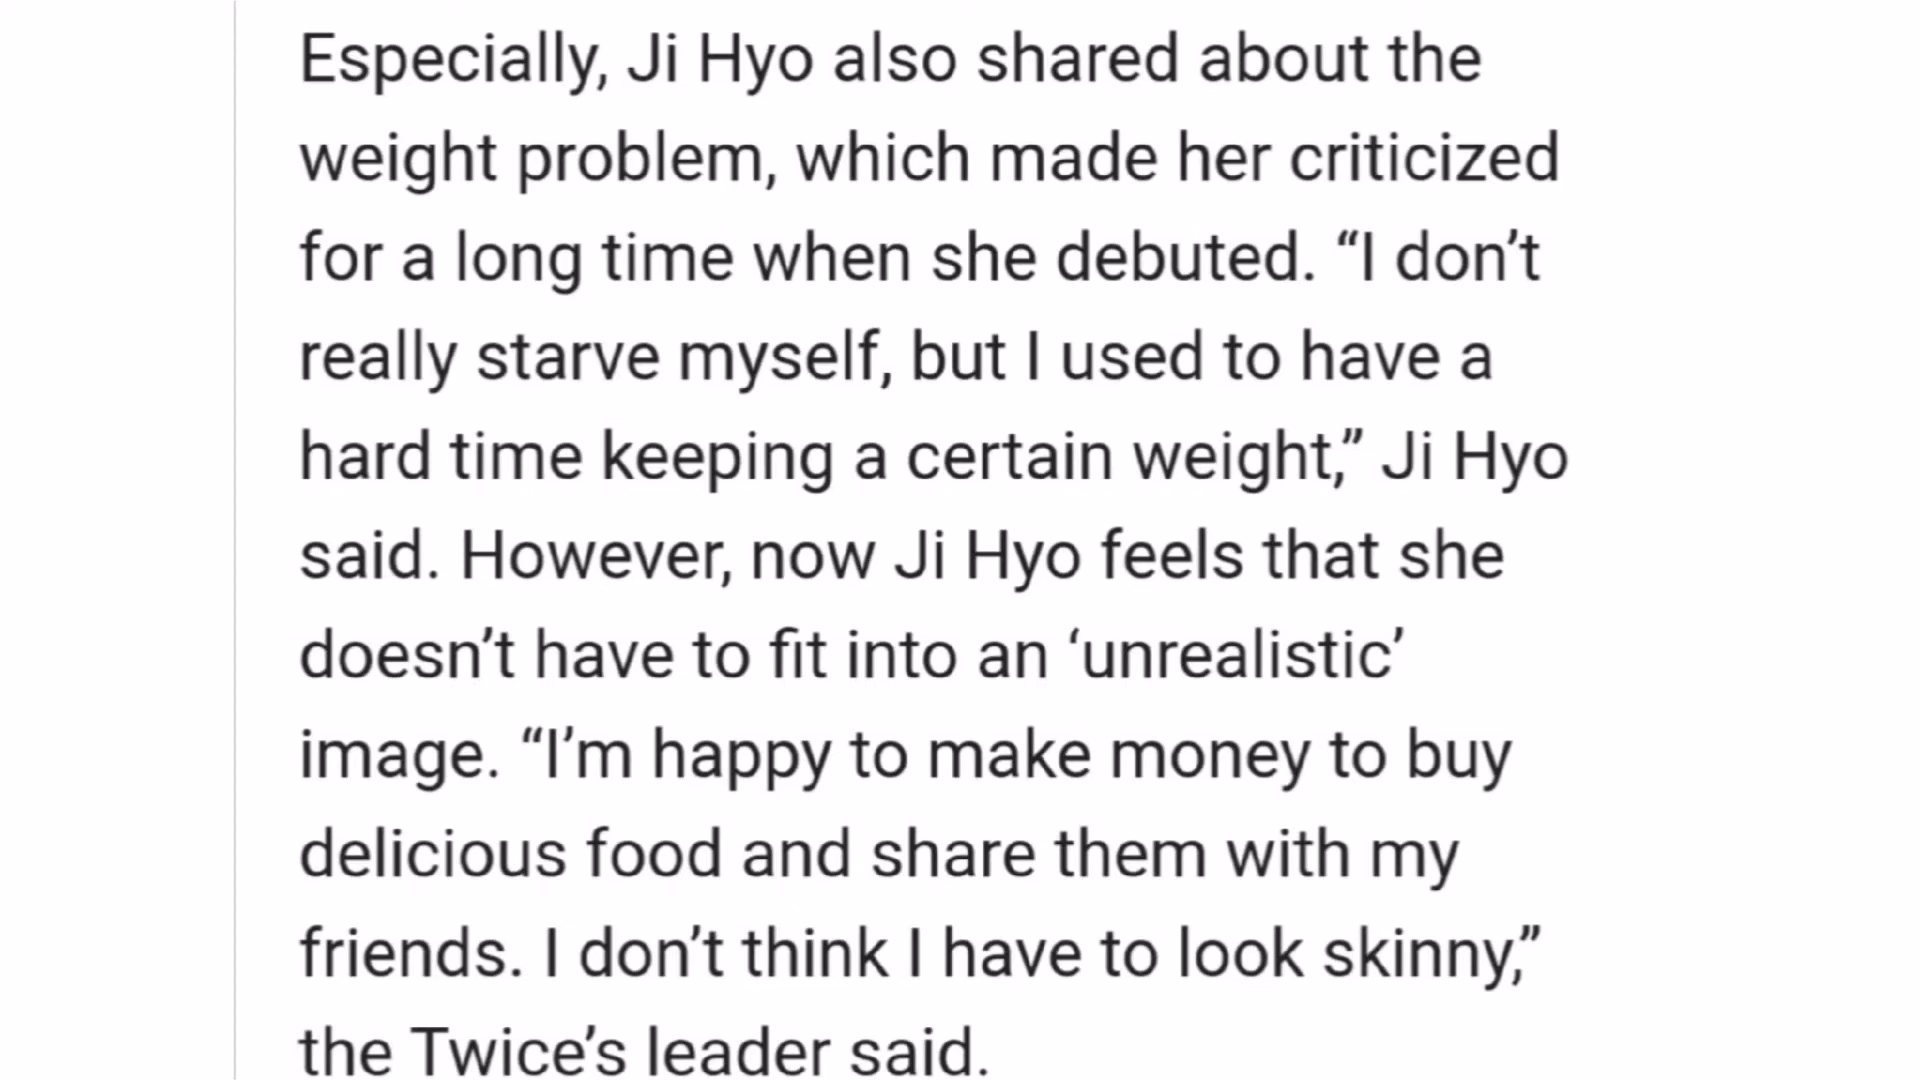 Especially, Ji Hyo also shared about the
weight problem, which made her criticized
for a long time when she debuted. “I don’t
really starve myself, but I used to have a
hard time keeping a certain weight,” Ji Hyo
said. However, now Ji Hyo feels that she
doesn’t have to fit into an ‘unrealistic’
image. “I’m happy to make money to buy
delicious food and share them with my
friends. I don’t think I have to look skinny,”
the Twice’s leader said.